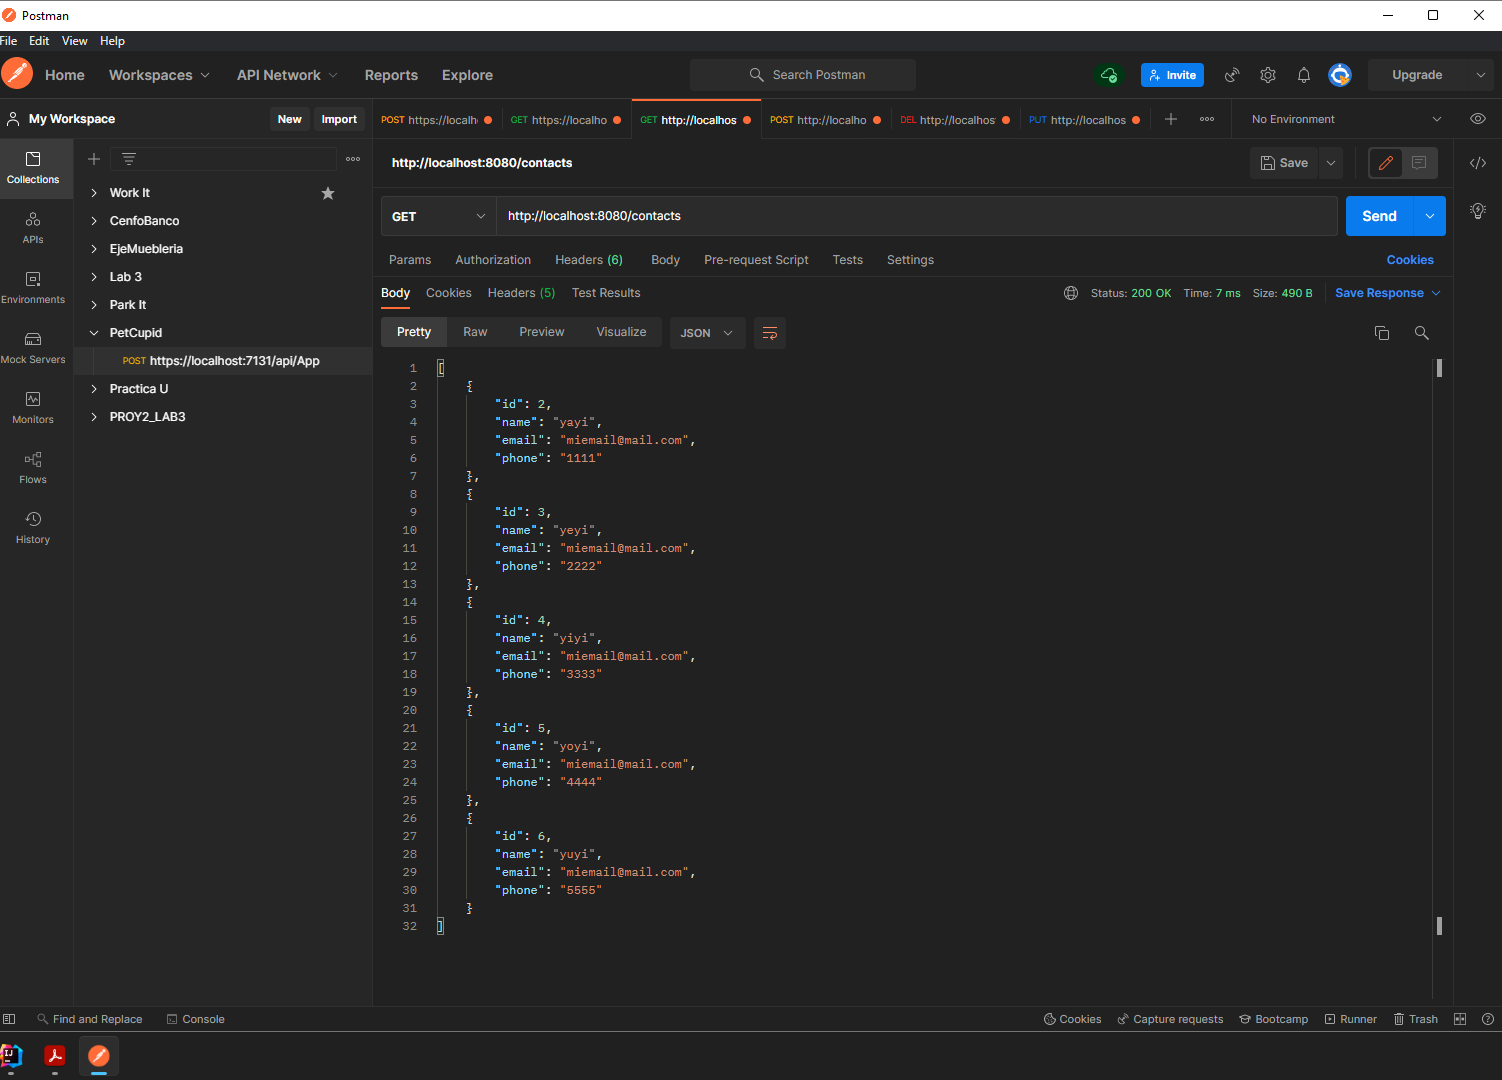 Postman
File Edit View Help
Home Workspaces API Network Reports Explore Search Postman Invite Upgrade
My Workspace New Import
POST https://localh GET https://localho GET http://localhos POST http://localho DEL http://localhos PUT http://localhos No Environment
Collections
APIs
Environments
Mock Servers
Monitors
Flows
History
Work It
CenfoBanco
EjeMuebleria
Lab 3
Park It
PetCupid
POST https://localhost:7131/api/App
Practica U
PROY2_LAB3
http://localhost:8080/contacts Save
GET http://localhost:8080/contacts Send
Params Authorization Headers (6) Body Pre-request Script Tests Settings Cookies
Body Cookies Headers (5) Test Results Status: 200 OK Time: 7 ms Size: 490 B Save Response
Pretty Raw Preview Visualize JSON
1 [
2 {
3 "id": 2,
4 "name": "yayi",
5 "email": "miemail@mail.com",
6 "phone": "1111"
7 },
8 {
9 "id": 3,
10 "name": "yeyi",
11 "email": "miemail@mail.com",
12 "phone": "2222"
13 },
14 {
15 "id": 4,
16 "name": "yiyi",
17 "email": "miemail@mail.com",
18 "phone": "3333"
19 },
20 {
21 "id": 5,
22 "name": "yoyi",
23 "email": "miemail@mail.com",
24 "phone": "4444"
25 },
26 {
27 "id": 6,
28 "name": "yuyi",
29 "email": "miemail@mail.com",
30 "phone": "5555"
31 }
32 ]
Find and Replace Console Cookies Capture requests Bootcamp Runner Trash
IJ